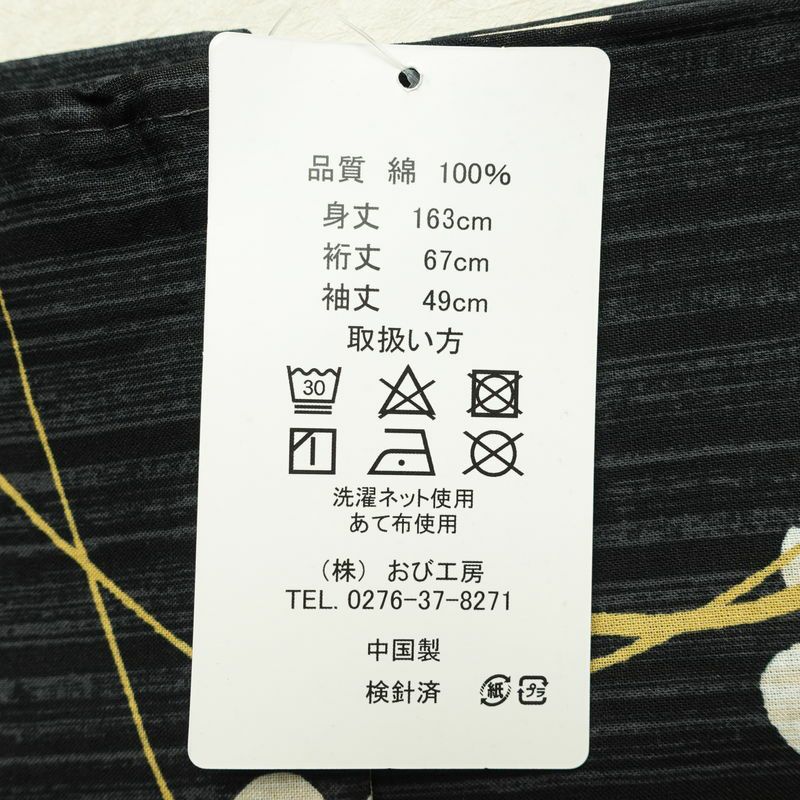 品質 綿 100%
身丈 163cm
裄丈 67cm
袖丈 49cm
取扱い方
30
洗濯ネット使用
あて布使用
（株） おび工房
TEL. 0276-37-8271
中国製
検針済 紙 プラ